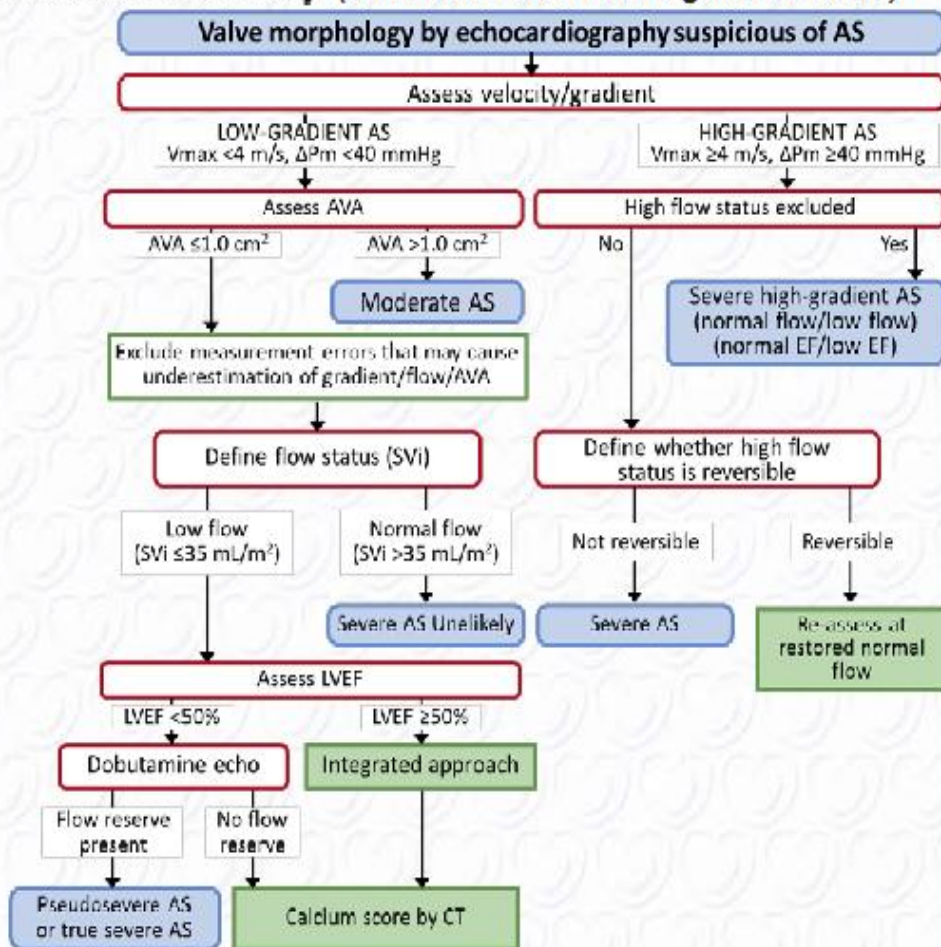 Valve morphology by echocardiography suspicious of AS
Assess velocity/gradient
LOW-GRADIENT AS
Vmax <4 m/s, ΔPm <40 mmHg
HIGH-GRADIENT AS
Vmax ≥4 m/s, ΔPm ≥40 mmHg
Assess AVA
High flow status excluded
AVA ≤1.0 cm²
AVA >1.0 cm²
No
Yes
Moderate AS
Severe high-gradient AS
(normal flow/low flow)
(normal EF/low EF)
Exclude measurement errors that may cause
underestimation of gradient/flow/AVA
Define flow status (SVi)
Define whether high flow
status is reversible
Low flow
(SVi ≤35 mL/m²)
Normal flow
(SVi >35 mL/m²)
Not reversible
Reversible
Severe AS Unelikely
Severe AS
Re-assess at
restored normal
flow
Assess LVEF
LVEF <50%
LVEF ≥50%
Dobutamine echo
Integrated approach
Flow reserve
present
No flow
reserve
Pseudosevere AS
or true severe AS
Calcium score by CT